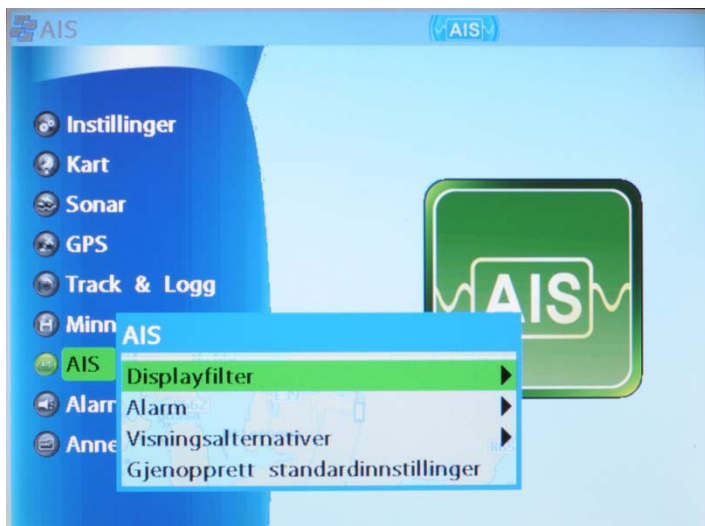 AIS
AIS
Instillinger
Kart
Sonar
GPS
Track & Logg
AIS
AIS
AIS
Displayfilter
Alarm
Visningsalternativer
Gjenopprett standardinnstillinger